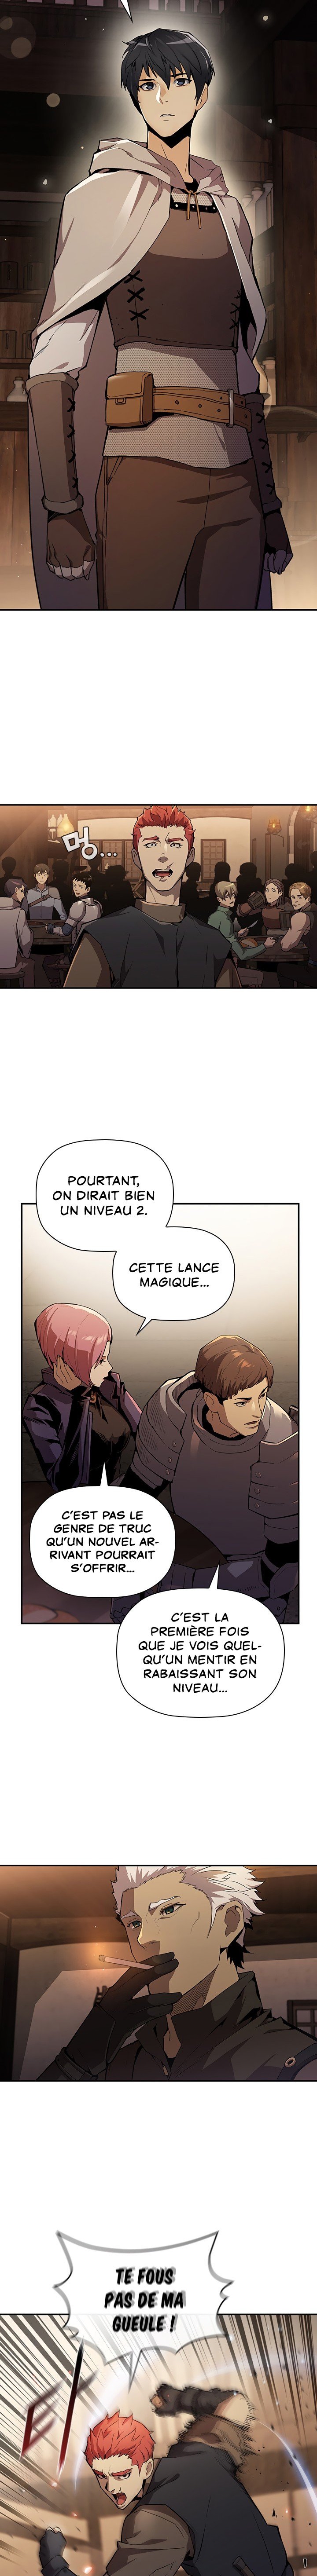 멍...
POURTANT,
ON DIRAIT BIEN
UN NIVEAU 2.
CETTE LANCE
MAGIQUE...
C'EST PAS LE
GENRE DE TRUC
QU'UN NOUVEL AR-
RIVANT POURRAIT
S'OFFRIR...
C'EST LA
PREMIÈRE FOIS
QUE JE VOIS QUEL-
QU'UN MENTIR EN
RABAISSANT SON
NIVEAU...
TE FOUS
PAS DE MA
GUEULE !